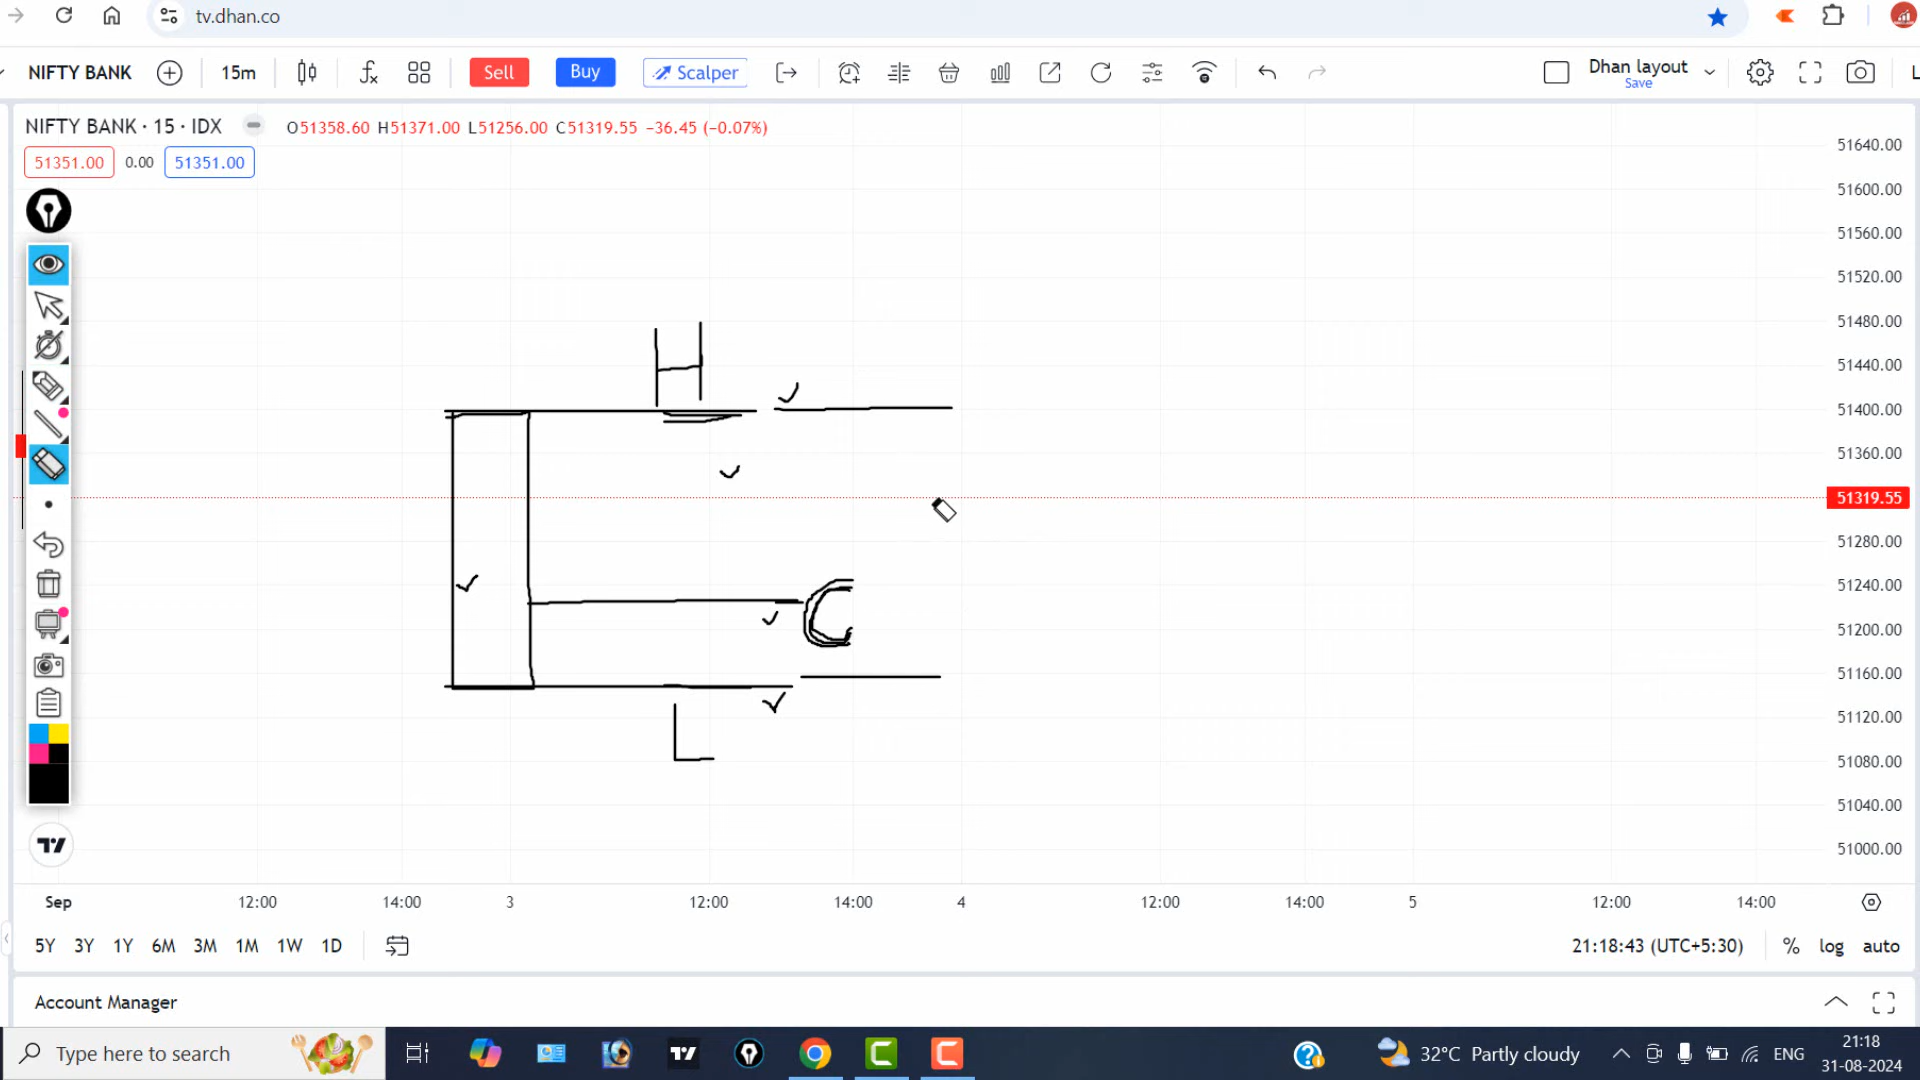 tv.dhan.co
NIFTY BANK 15m Sell Buy Scalper Dhan layout
Save
L
NIFTY BANK · 15 · IDX O51358.60 H51371.00 L51256.00 C51319.55 −36.45 (−0.07%)
51351.00 0.00 51351.00
51640.00
51600.00
51560.00
51520.00
51480.00
51440.00
51400.00
51360.00
51319.55
51280.00
51240.00
51200.00
51160.00
51120.00
51080.00
51040.00
51000.00
H
C
L
Sep 12:00 14:00 3 12:00 14:00 4 12:00 14:00 5 12:00 14:00
5Y 3Y 1Y 6M 3M 1M 1W 1D 21:18:43 (UTC+5:30) % log auto
Account Manager
Type here to search 32°C Partly cloudy ENG 21:18
31-08-2024